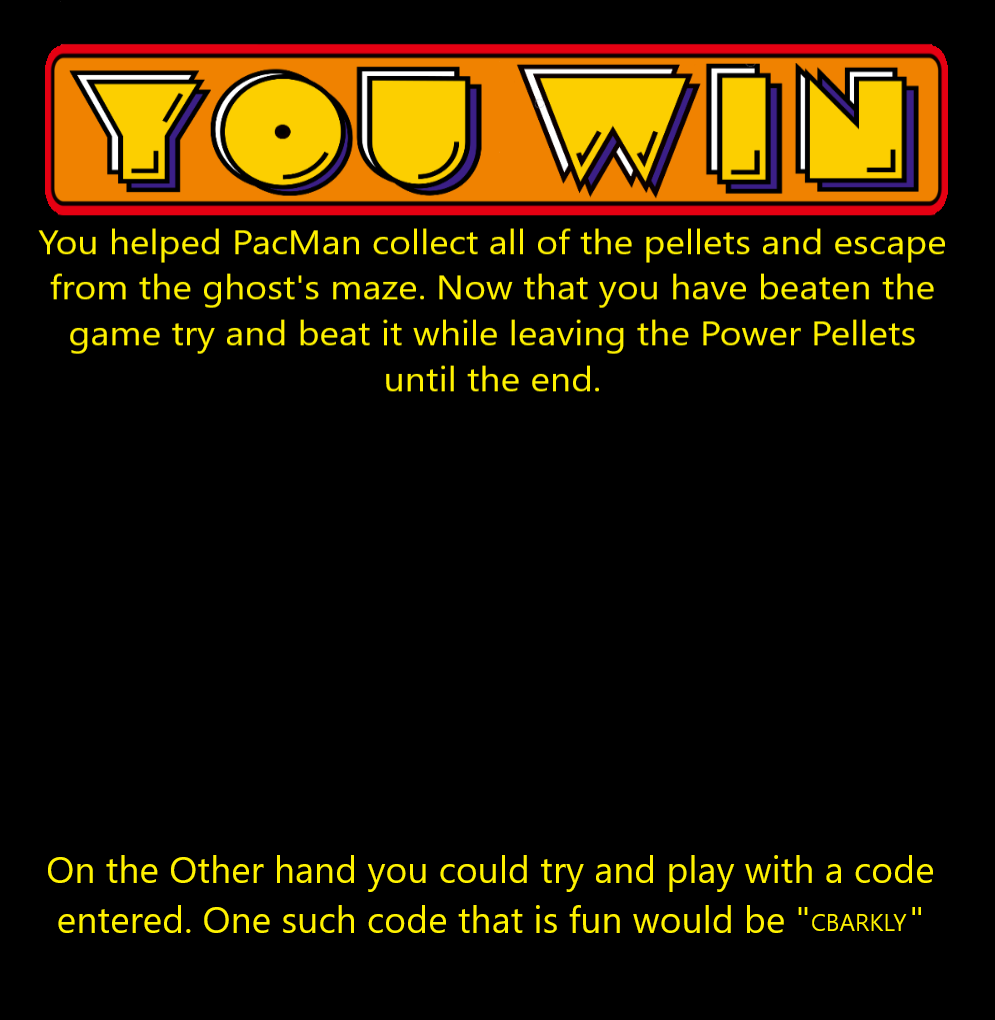 YOU WIN
You helped PacMan collect all of the pellets and escape
from the ghost's maze. Now that you have beaten the
game try and beat it while leaving the Power Pellets
until the end.
On the Other hand you could try and play with a code
entered. One such code that is fun would be "CBARKLY"